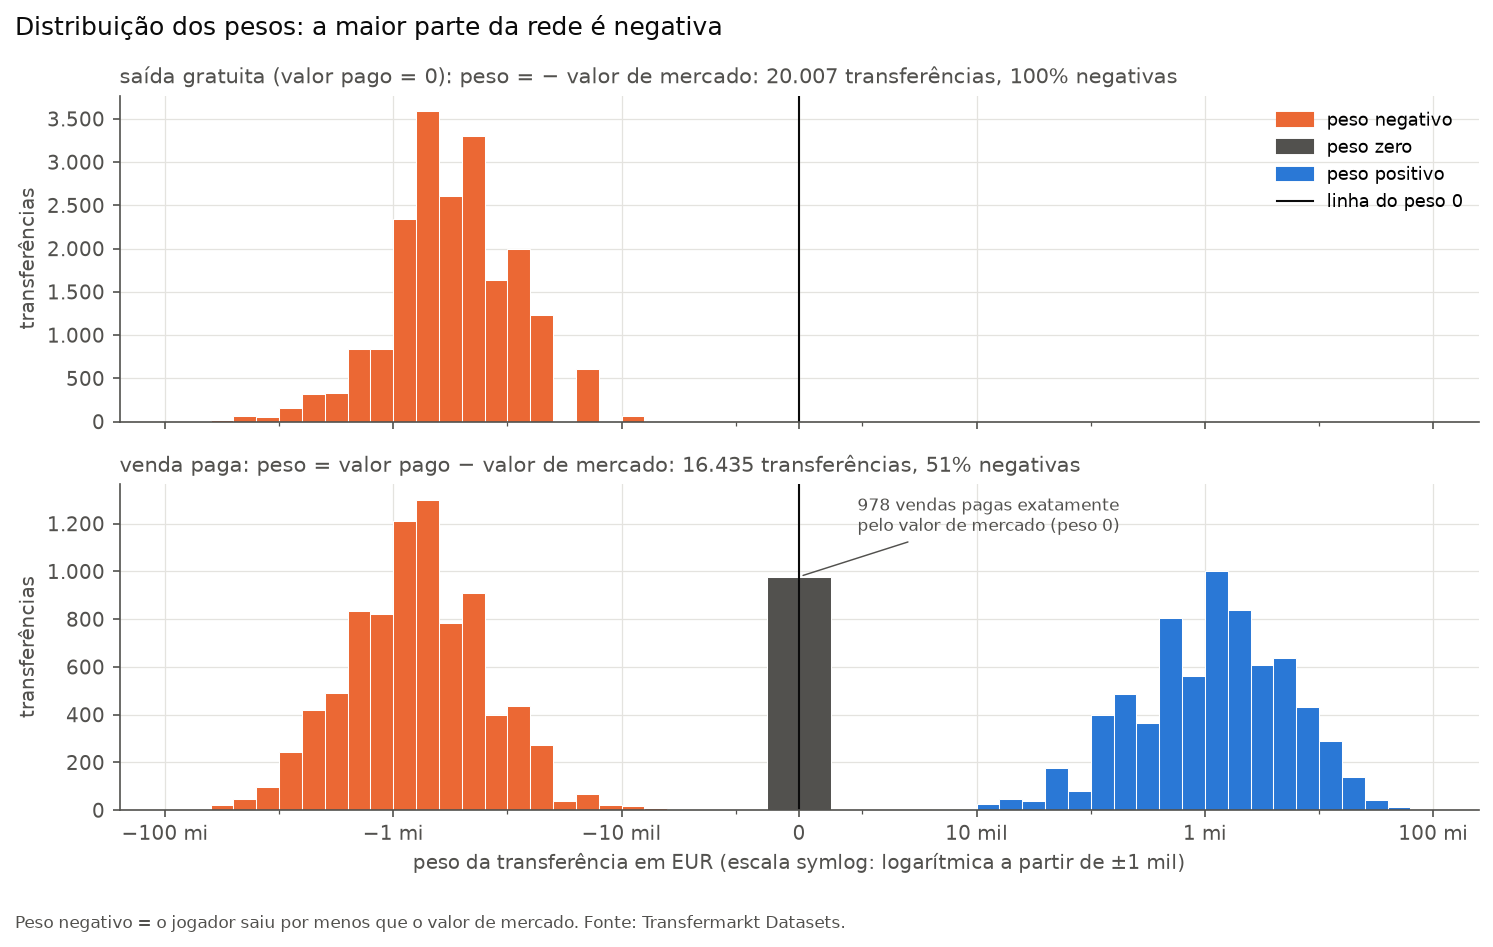 Distribuição dos pesos: a maior parte da rede é negativa
saída gratuita (valor pago = 0): peso = − valor de mercado: 20.007 transferências, 100% negativas
3.500
3.000
2.500
2.000
1.500
1.000
500
0
transferências
peso negativo
peso zero
peso positivo
linha do peso 0
venda paga: peso = valor pago − valor de mercado: 16.435 transferências, 51% negativas
978 vendas pagas exatamente
pelo valor de mercado (peso 0)
1.200
1.000
800
600
400
200
0
transferências
−100 mi
−1 mi
−10 mil
0
10 mil
1 mi
100 mi
peso da transferência em EUR (escala symlog: logarítmica a partir de ±1 mil)
Peso negativo = o jogador saiu por menos que o valor de mercado. Fonte: Transfermarkt Datasets.